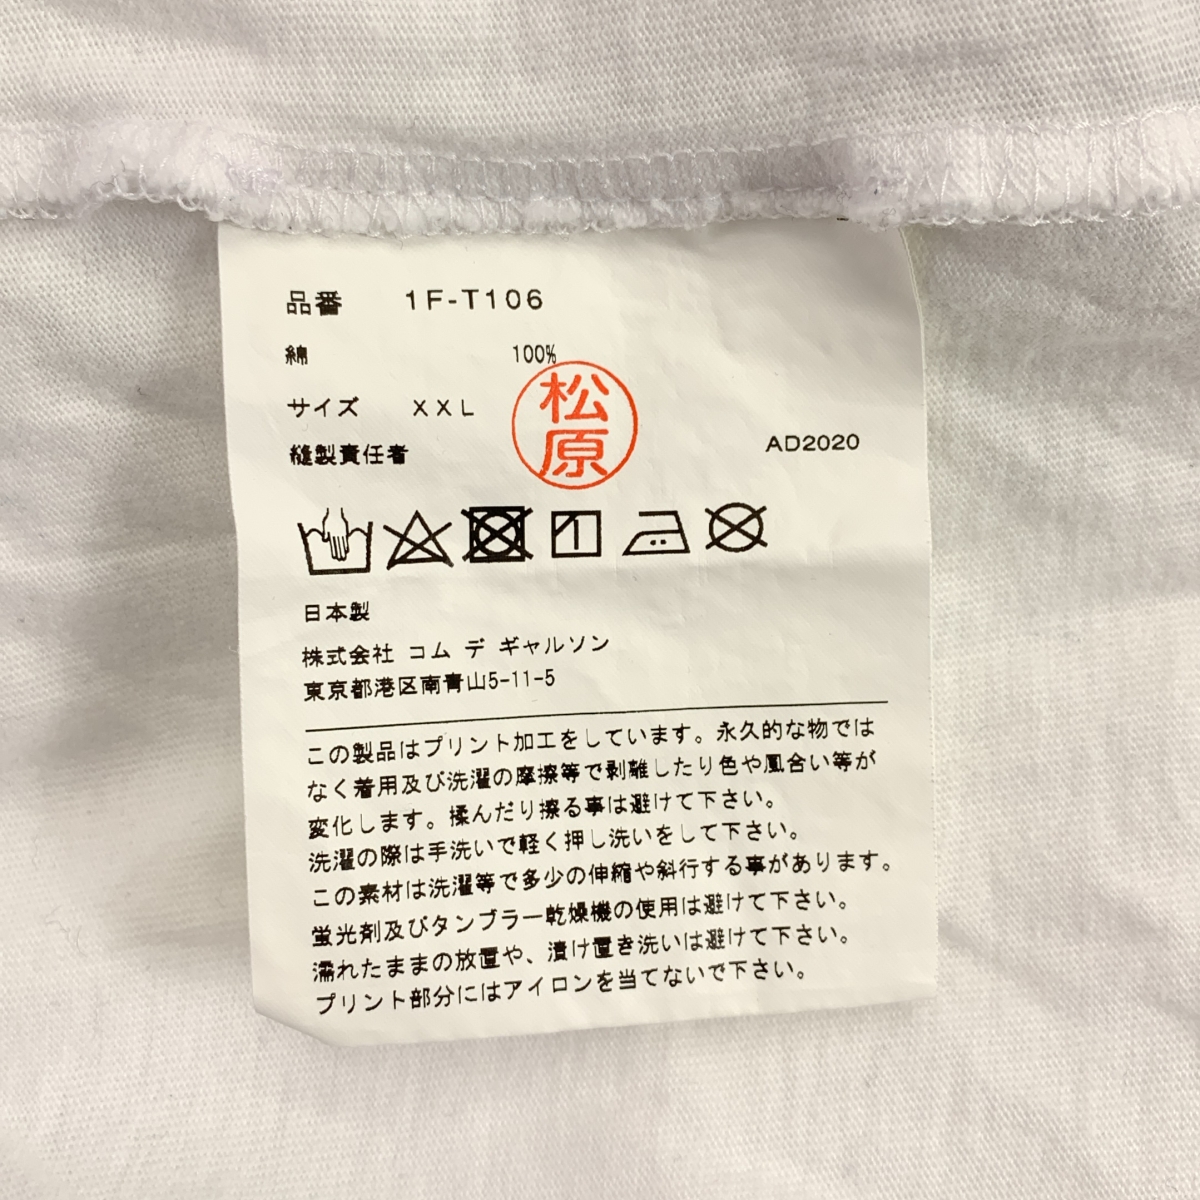 品番 1F-T106
綿 100%
サイズ XXL
縫製責任者 松原 AD2020
日本製
株式会社 コム デ ギャルソン
東京都港区南青山5-11-5
この製品はプリント加工をしています。永久的な物では
なく着用及び洗濯の摩擦等で剥離したり色や風合い等が
変化します。揉んだり擦る事は避けて下さい。
洗濯の際は手洗いで軽く押し洗いをして下さい。
この素材は洗濯等で多少の伸縮や斜行する事があります。
蛍光剤及びタンブラー乾燥機の使用は避けて下さい。
濡れたままの放置や、漬け置き洗いは避けて下さい。
プリント部分にはアイロンを当てないで下さい。